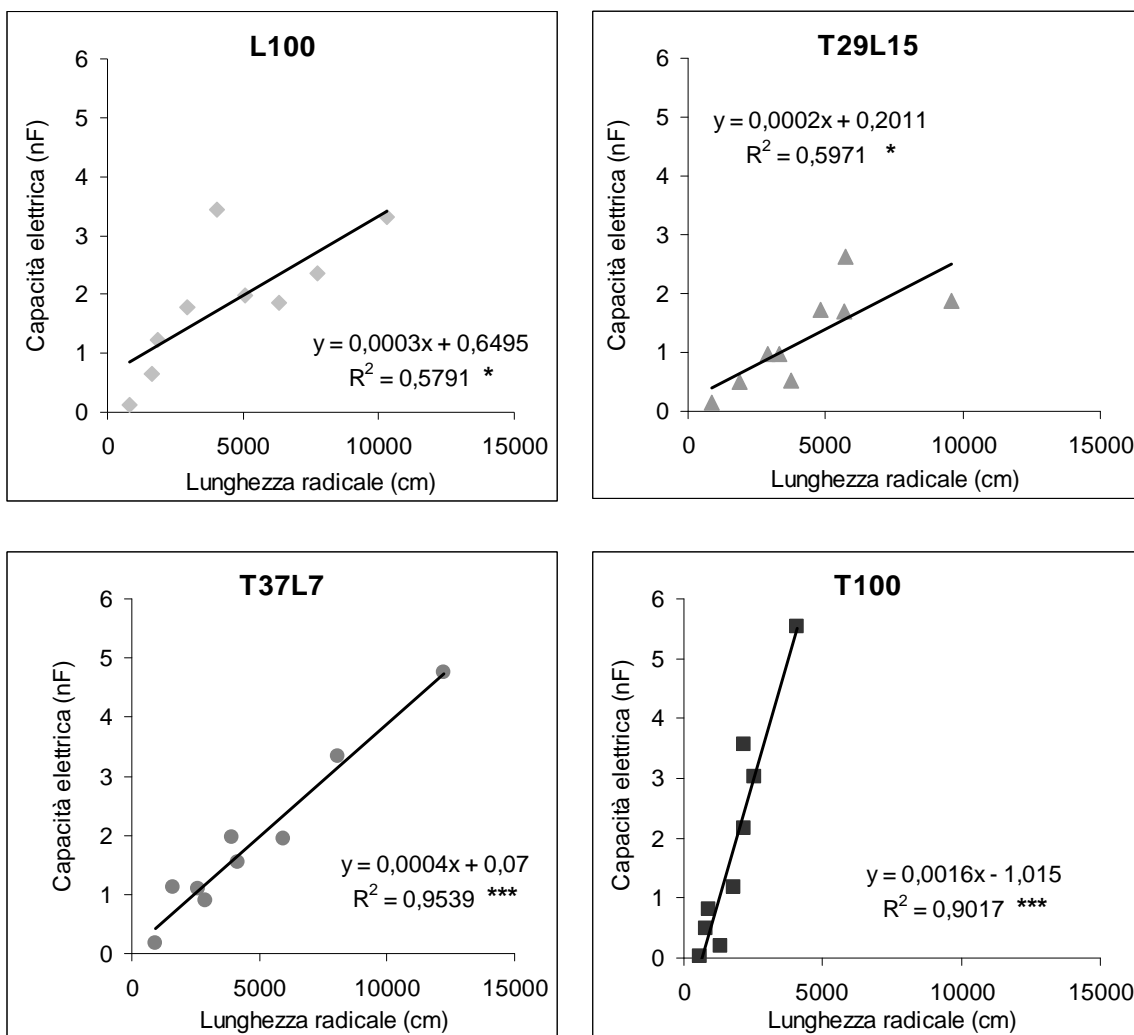 L100
6
5
4
3
2
1
0
0 5000 10000 15000
Capacità elettrica (nF)
Lunghezza radicale (cm)
y = 0,0003x + 0,6495
R² = 0,5791 *
T29L15
6
5
4
3
2
1
0
0 5000 10000 15000
Capacità elettrica (nF)
Lunghezza radicale (cm)
y = 0,0002x + 0,2011
R² = 0,5971 *
T37L7
6
5
4
3
2
1
0
0 5000 10000 15000
Capacità elettrica (nF)
Lunghezza radicale (cm)
y = 0,0004x + 0,07
R² = 0,9539 ***
T100
6
5
4
3
2
1
0
0 5000 10000 15000
Capacità elettrica (nF)
Lunghezza radicale (cm)
y = 0,0016x - 1,015
R² = 0,9017 ***